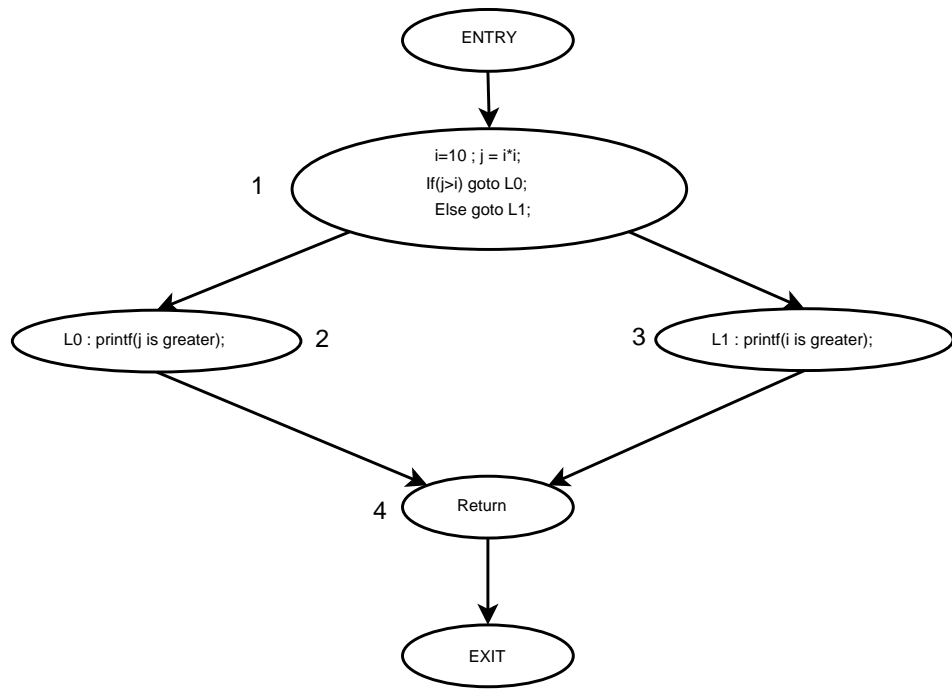 ENTRY
1
i=10 ; j = i*i;
If(j>i) goto L0;
Else goto L1;
L0 : printf(j is greater);
2
3
L1 : printf(i is greater);
4
Return
EXIT